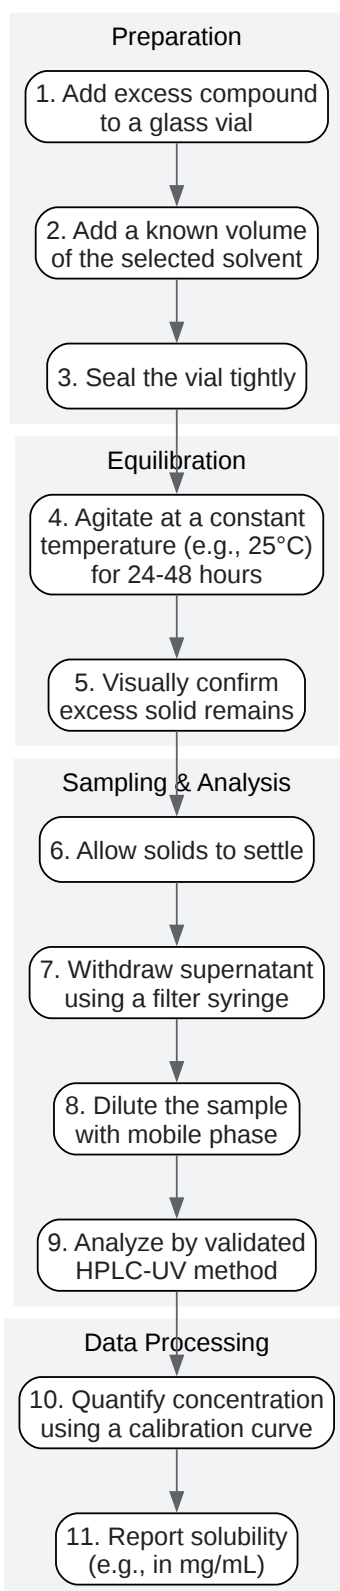 Preparation
1. Add excess compound
to a glass vial
2. Add a known volume
of the selected solvent
3. Seal the vial tightly
Equilibration
4. Agitate at a constant
temperature (e.g., 25°C)
for 24-48 hours
5. Visually confirm
excess solid remains
Sampling & Analysis
6. Allow solids to settle
7. Withdraw supernatant
using a filter syringe
8. Dilute the sample
with mobile phase
9. Analyze by validated
HPLC-UV method
Data Processing
10. Quantify concentration
using a calibration curve
11. Report solubility
(e.g., in mg/mL)